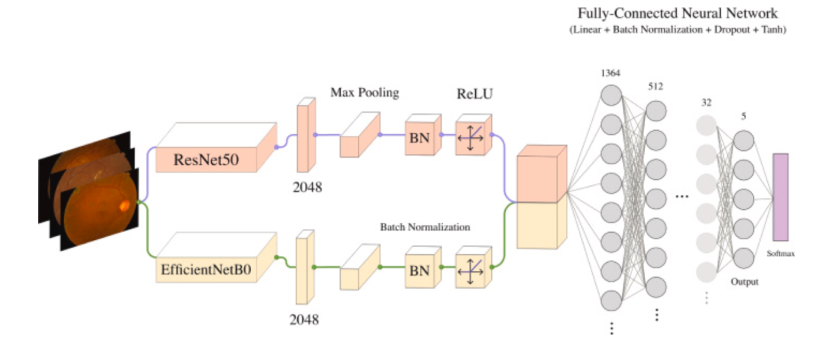 Fully-Connected Neural Network
(Linear + Batch Normalization + Dropout + Tanh)
1364
512
32
5
Max Pooling
ReLU
ResNet50
BN
2048
Batch Normalization
EfficientNetB0
BN
2048
...
Output
Softmax